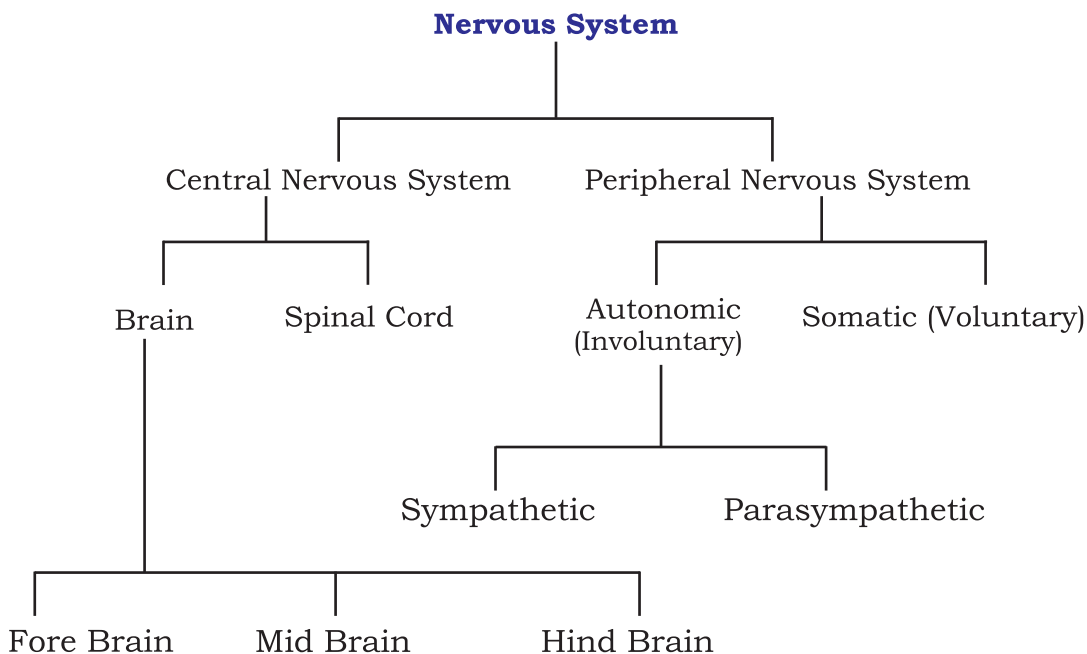 Nervous System
Central Nervous System
Peripheral Nervous System
Brain
Spinal Cord
Autonomic
(Involuntary)
Somatic (Voluntary)
Sympathetic
Parasympathetic
Fore Brain
Mid Brain
Hind Brain